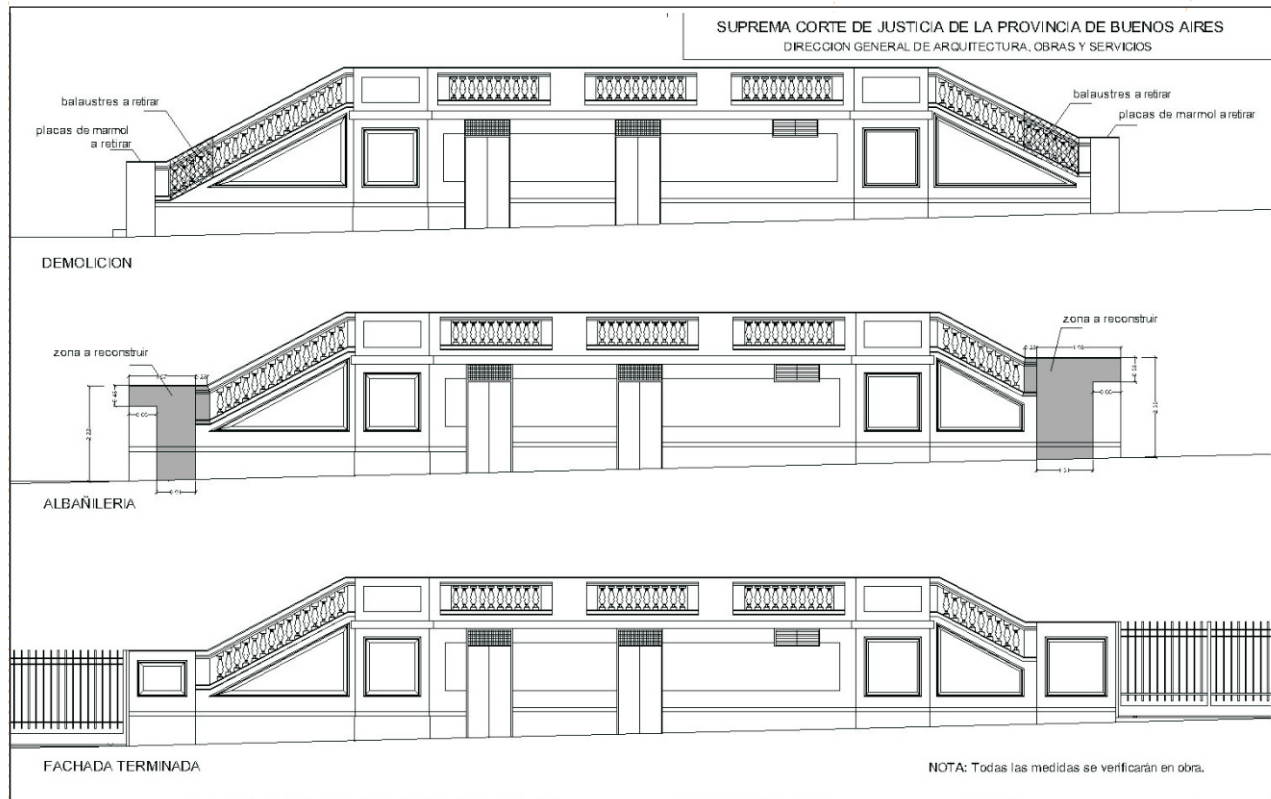 SUPREMA CORTE DE JUSTICIA DE LA PROVINCIA DE BUENOS AIRES
DIRECCION GENERAL DE ARQUITECTURA, OBRAS Y SERVICIOS
balaustres a retirar
placas de marmol
a retirar
balaustres a retirar
placas de marmol a retirar
DEMOLICION
zona a reconstruir
zona a reconstruir
ALBAÑILERIA
FACHADA TERMINADA
NOTA: Todas las medidas se verificarán en obra.